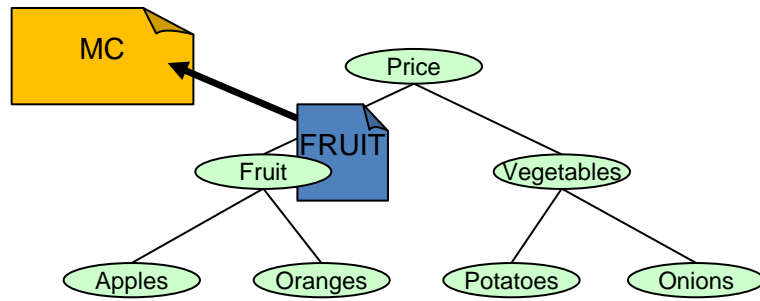 MC
Price
FRUIT
Fruit
Vegetables
Apples
Oranges
Potatoes
Onions